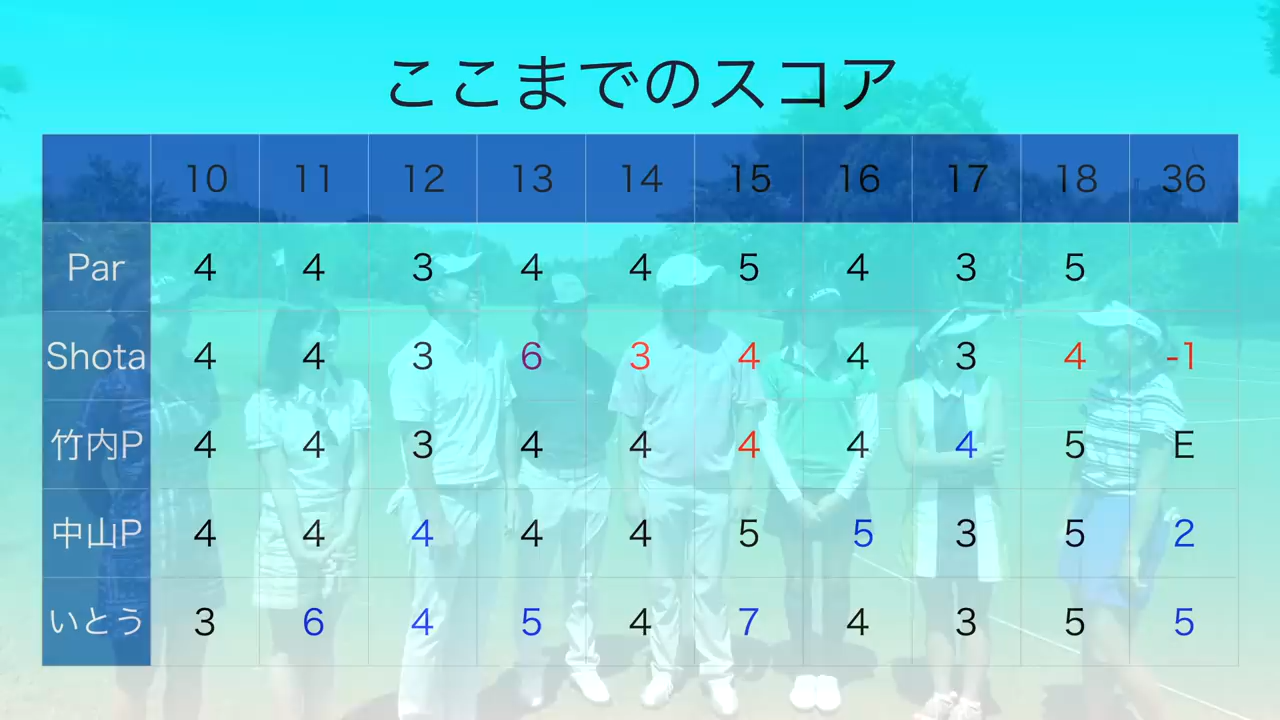 ここまでのスコア
10 11 12 13 14 15 16 17 18 36
Par 4 4 3 4 4 5 4 3 5
Shota 4 4 3 6 3 4 4 3 4 -1
竹内P 4 4 3 4 4 4 4 4 5 E
中山P 4 4 4 4 4 5 5 3 5 2
いとう 3 6 4 5 4 7 4 3 5 5